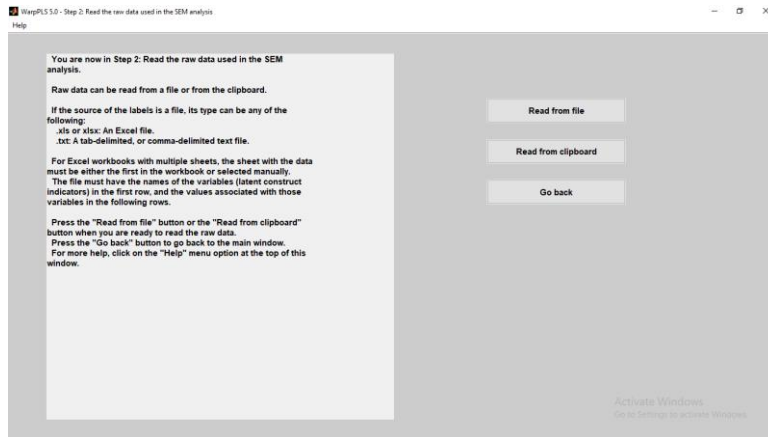 WarpPLS 5.0 - Step 2: Read the raw data used in the SEM analysis
Help
You are now in Step 2: Read the raw data used in the SEM
analysis.
Raw data can be read from a file or from the clipboard.
If the source of the labels is a file, its type can be any of the
following:
.xls or xlsx: An Excel file.
.txt: A tab-delimited, or comma-delimited text file.
For Excel workbooks with multiple sheets, the sheet with the data
must be either the first in the workbook or selected manually.
The file must have the names of the variables (latent construct
indicators) in the first row, and the values associated with those
variables in the following rows.
Press the "Read from file" button or the "Read from clipboard"
button when you are ready to read the raw data.
Press the "Go back" button to go back to the main window.
For more help, click on the "Help" menu option at the top of this
window.
Read from file
Read from clipboard
Go back
Activate Windows
Go to Settings to activate Windows.